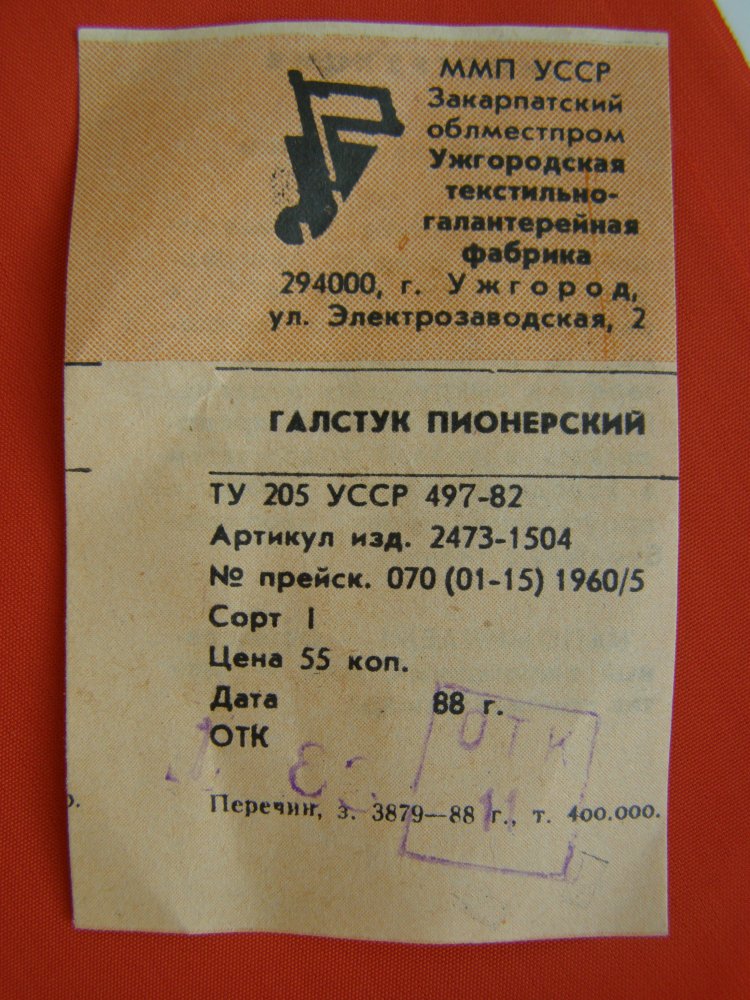 ММП УССР
Закарпатский
облместпром
Ужгородская
текстильно-
галантерейная
фабрика
294000, г. Ужгород,
ул. Электрозаводская, 2
ГАЛСТУК ПИОНЕРСКИЙ
ТУ 205 УССР 497-82
Артикул изд. 2473-1504
№ прейск. 070 (01-15) 1960/5
Сорт I
Цена 55 коп.
Дата 88 г.
ОТК
ОТК
11
Перечин, з. 3879—88 г., т. 400.000.